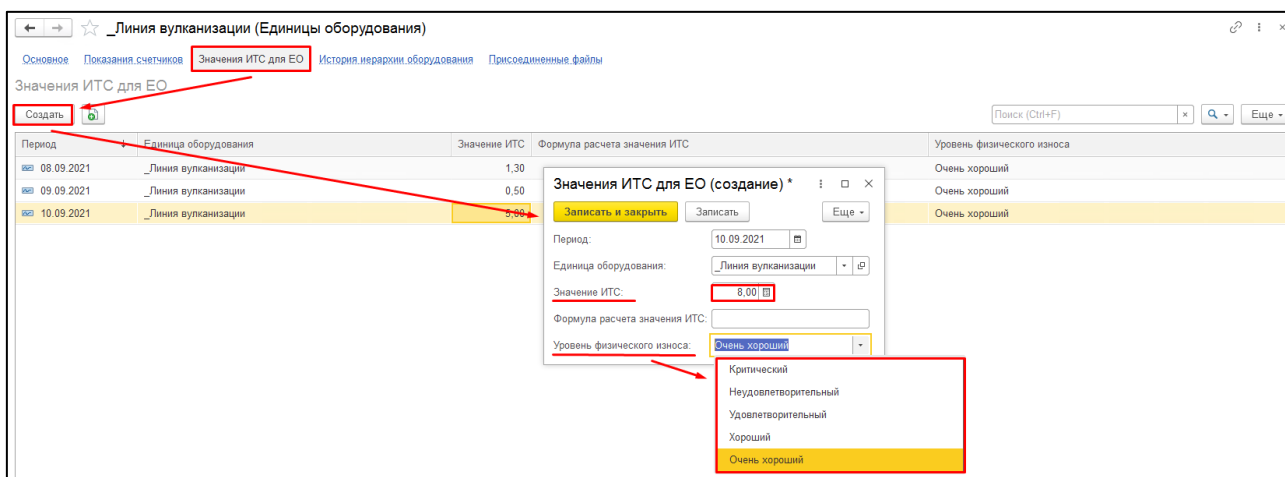 _Линия вулканизации (Единицы оборудования)
Основное Показания счетчиков Значения ИТС для ЕО История иерархии оборудования Присоединенные файлы
Значения ИТС для ЕО
Создать Поиск (Ctrl+F) × Еще
Период Единица оборудования Значение ИТС Формула расчета значения ИТС Уровень физического износа
08.09.2021 _Линия вулканизации 1,30 Очень хороший
09.09.2021 _Линия вулканизации 0,50 Очень хороший
10.09.2021 _Линия вулканизации 5,00 Очень хороший
Значения ИТС для ЕО (создание) *
Записать и закрыть Записать Еще
Период: 10.09.2021
Единица оборудования: _Линия вулканизации
Значение ИТС: 8,00
Формула расчета значения ИТС:
Уровень физического износа: Очень хороший
Критический
Неудовлетворительный
Удовлетворительный
Хороший
Очень хороший